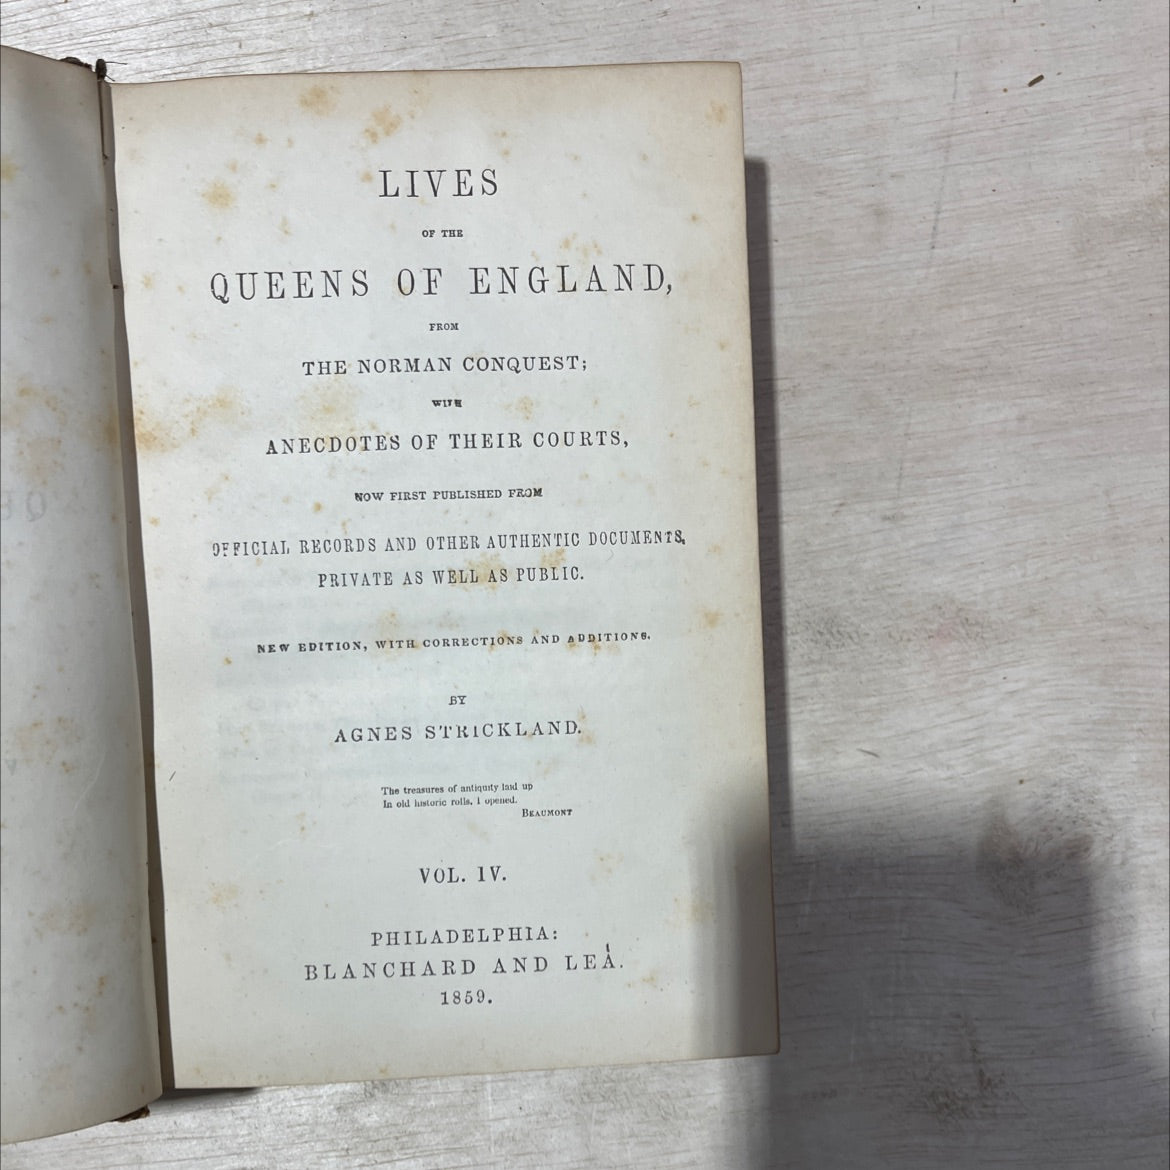 LIVES
OF THE
QUEENS OF ENGLAND,
FROM
THE NORMAN CONQUEST;
WITH
ANECDOTES OF THEIR COURTS,
NOW FIRST PUBLISHED FROM
OFFICIAL RECORDS AND OTHER AUTHENTIC DOCUMENTS,
PRIVATE AS WELL AS PUBLIC.
NEW EDITION, WITH CORRECTIONS AND ADDITIONS.
BY
AGNES STRICKLAND.
The treasures of antiquity laid up
In old historic rolls, I opened.
BEAUMONT
VOL. IV.
PHILADELPHIA:
BLANCHARD AND LEA.
1859.